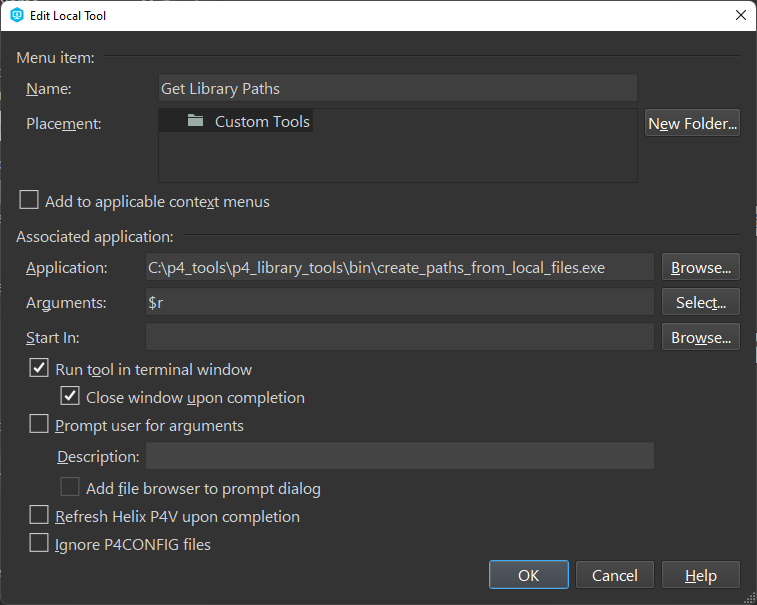 Edit Local Tool
Menu item:
Name: Get Library Paths
Placement: Custom Tools New Folder...
Add to applicable context menus
Associated application:
Application: C:\p4_tools\p4_library_tools\bin\create_paths_from_local_files.exe Browse...
Arguments: $r Select...
Start In: Browse...
Run tool in terminal window
Close window upon completion
Prompt user for arguments
Description:
Add file browser to prompt dialog
Refresh Helix P4V upon completion
Ignore P4CONFIG files
OK Cancel Help